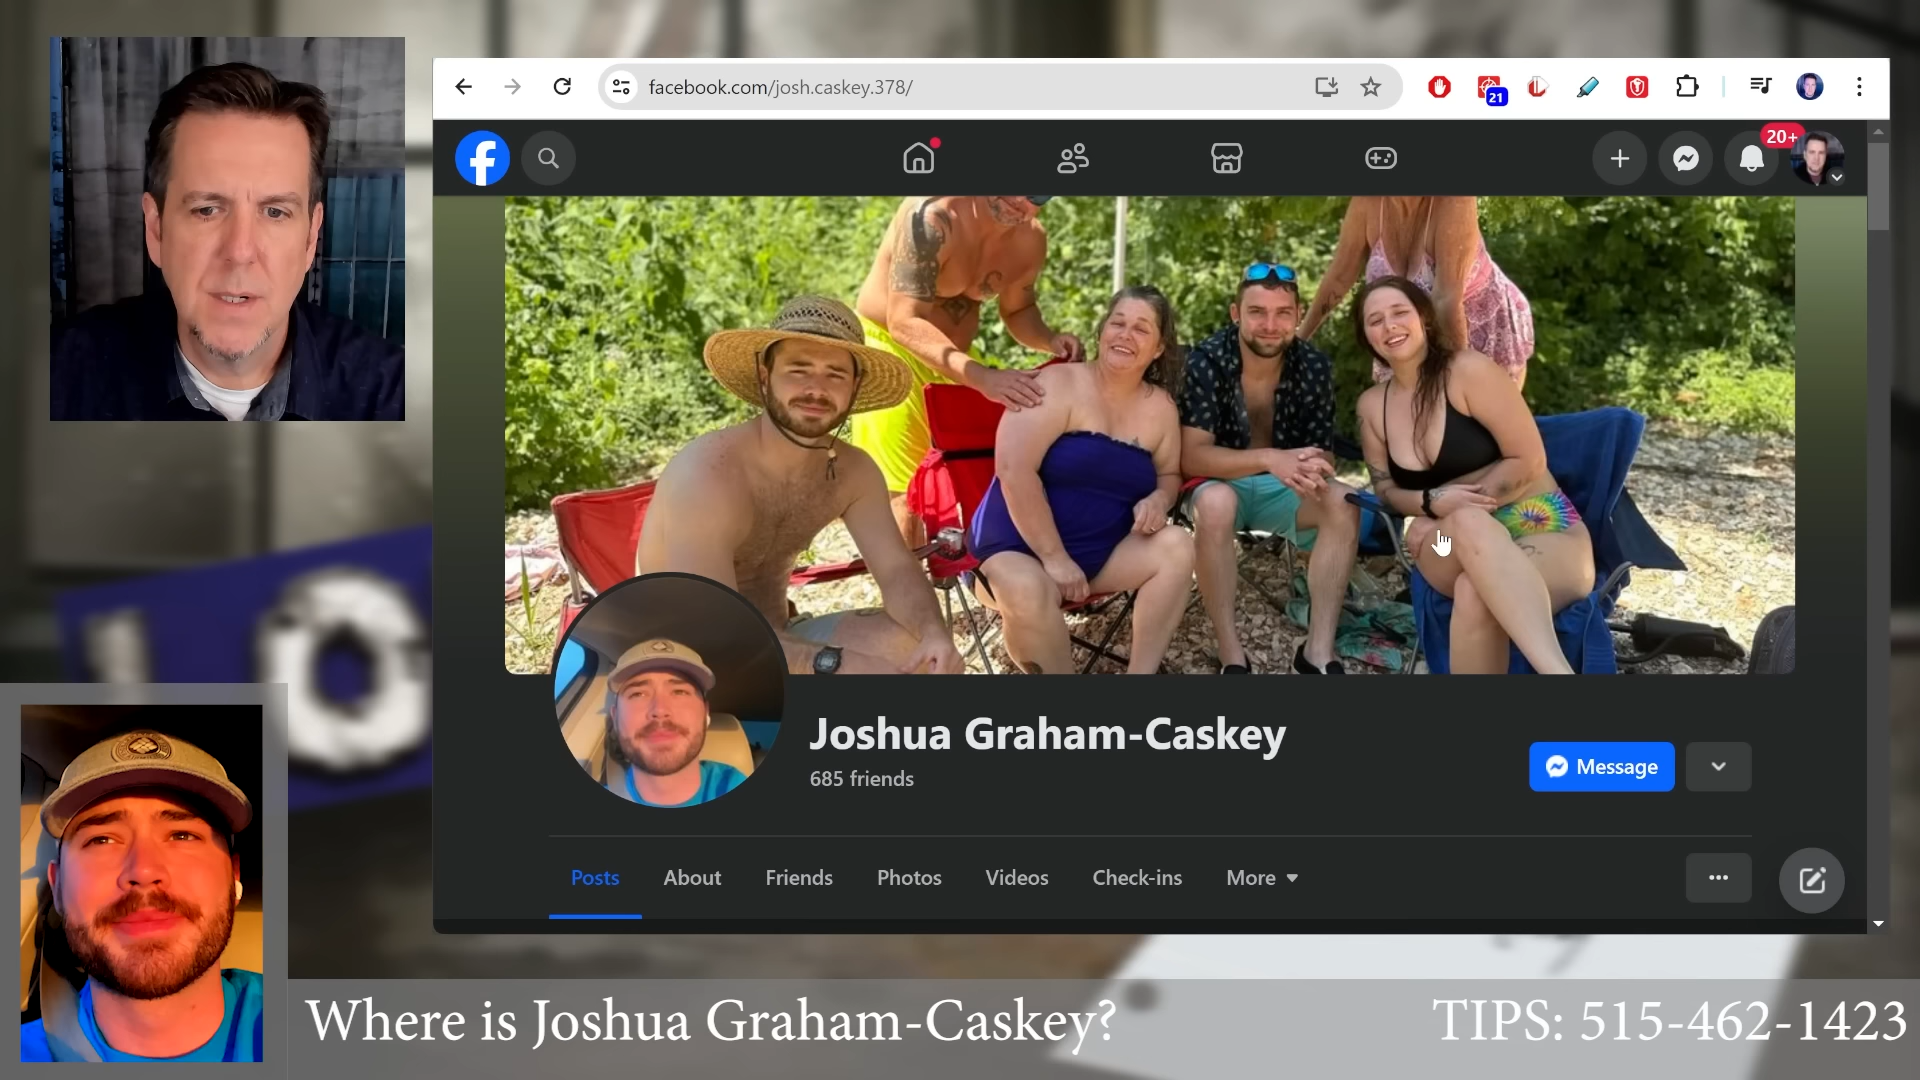 facebook.com/josh.caskey.378/
21
20+
Joshua Graham-Caskey
685 friends
Message
Posts
About
Friends
Photos
Videos
Check-ins
More
LO
Where is Joshua Graham-Caskey?
TIPS: 515-462-1423